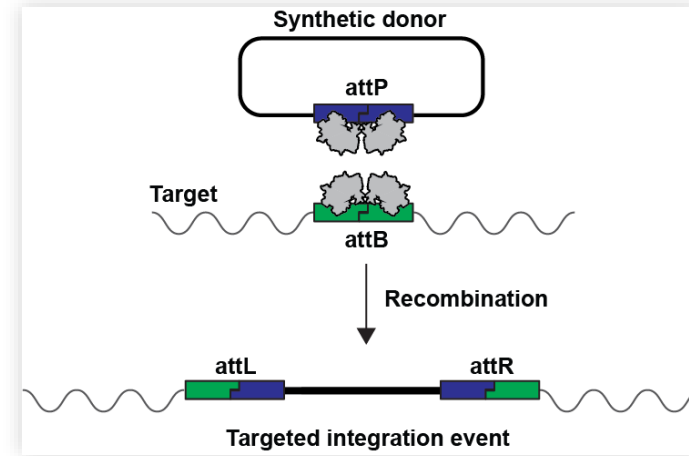 Synthetic donor
attP
Target
attB
Recombination
attL
attR
Targeted integration event